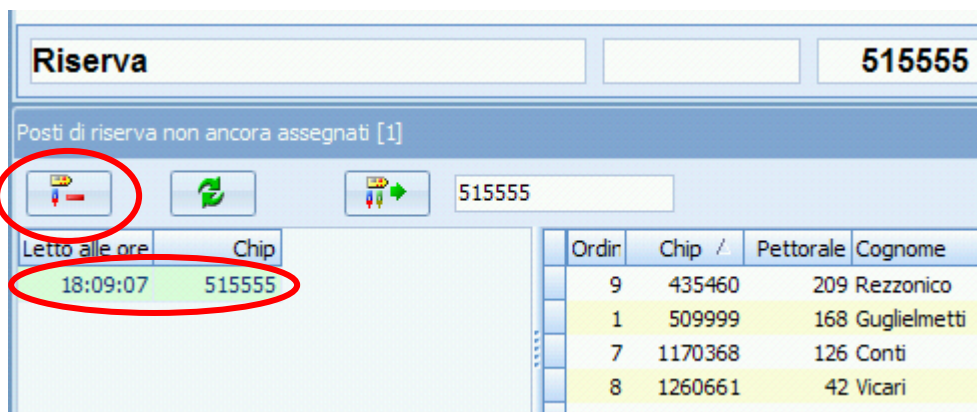 Riserva 515555
Posti di riserva non ancora assegnati [1]
515555
Letto alle ore Chip
18:09:07 515555
Ordin Chip Pettorale Cognome
9 435460 209 Rezzonico
1 509999 168 Guglielmetti
7 1170368 126 Conti
8 1260661 42 Vicari